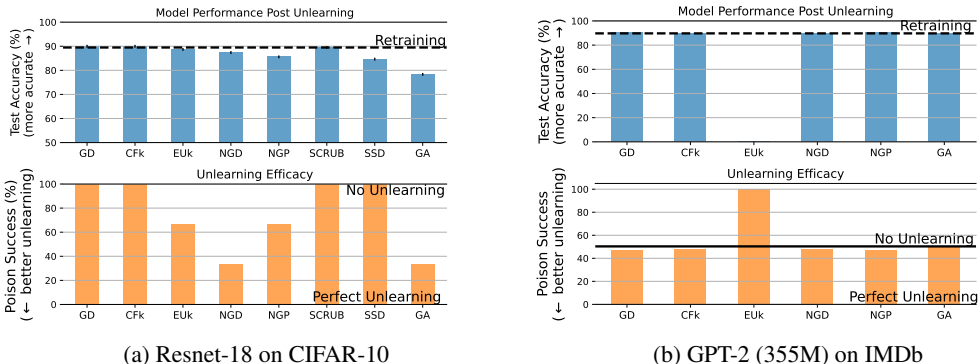 Model Performance Post Unlearning
Test Accuracy (%)
(more acurate →)
100
90
80
70
60
50
Retraining
GD CFk EUk NGD NGP SCRUB SSD GA
Unlearning Efficacy
Poison Success (%)
(← better unlearning)
100
80
60
40
20
0
No Unlearning
Perfect Unlearning
GD CFk EUk NGD NGP SCRUB SSD GA
(a) Resnet-18 on CIFAR-10
Model Performance Post Unlearning
Test Accuracy (%)
(more acurate →)
100
80
60
40
20
0
Retraining
GD CFk EUk NGD NGP GA
Unlearning Efficacy
Poison Success (%)
(← better unlearning)
100
80
60
40
20
0
No Unlearning
Perfect Unlearning
GD CFk EUk NGD NGP GA
(b) GPT-2 (355M) on IMDb